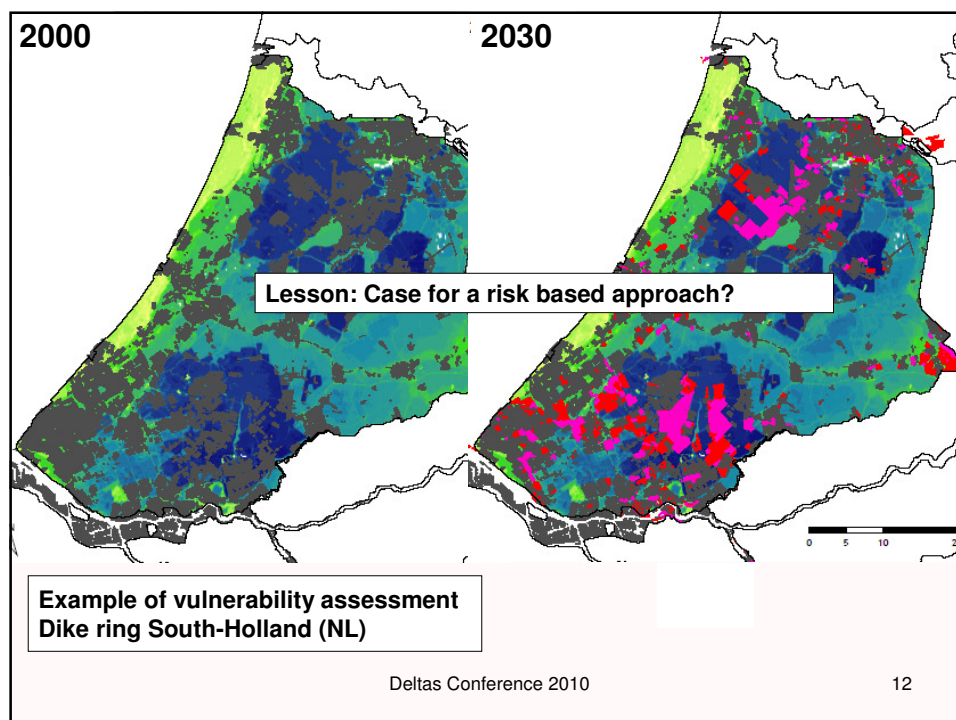 2000
2030
Lesson: Case for a risk based approach?
0 5 10
Example of vulnerability assessment
Dike ring South-Holland (NL)
Deltas Conference 2010
12